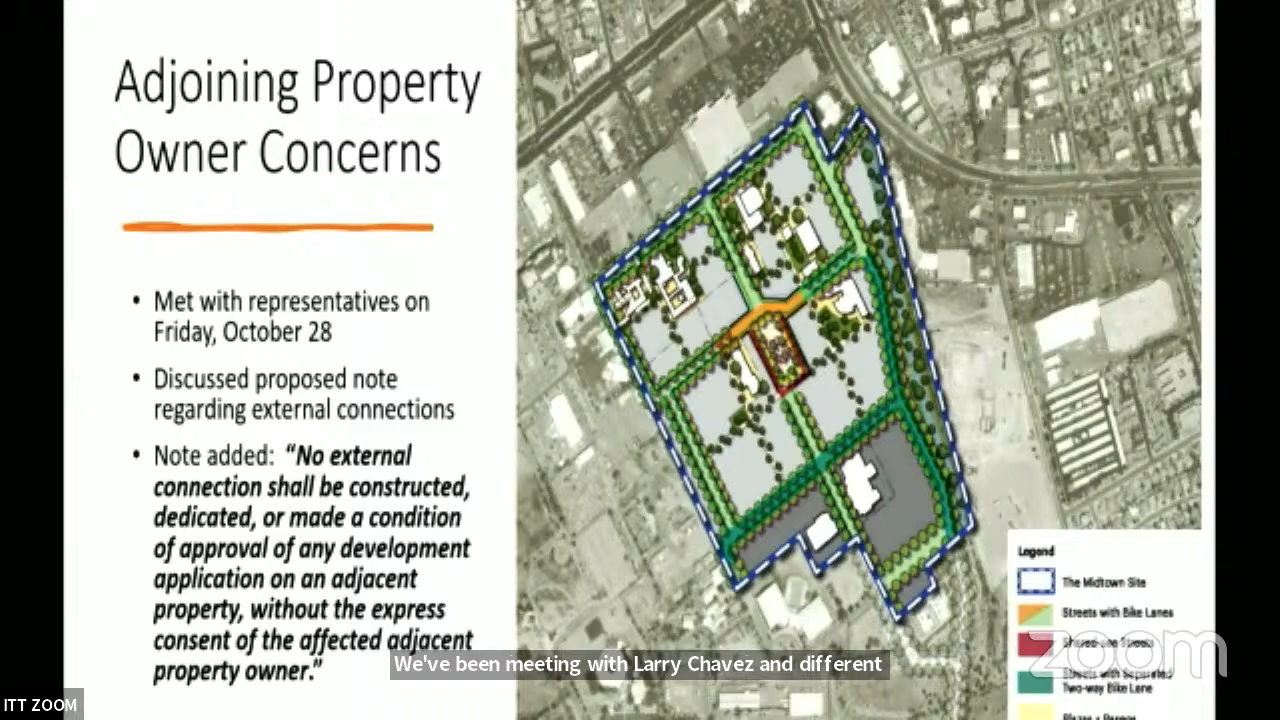 Adjoining Property
Owner Concerns
• Met with representatives on
Friday, October 28
• Discussed proposed note
regarding external connections
• Note added: “No external
connection shall be constructed,
dedicated, or made a condition
of approval of any development
application on an adjacent
property, without the express
consent of the affected adjacent
property owner.”
Legend
The Midtown Site
Streets with Bike Lanes
Shared-use Streets
Streets with Separated
Two-way Bike Lane
zoom
We've been meeting with Larry Chavez and different
ITT ZOOM